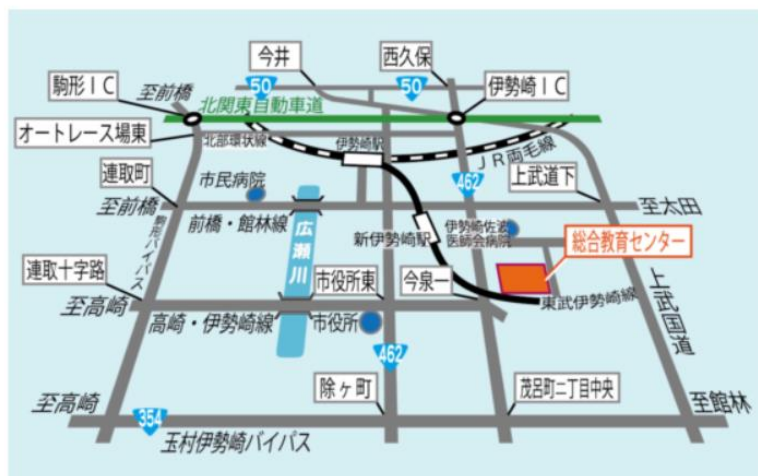 今井
西久保
駒形IC
至前橋
50
50
伊勢崎IC
北関東自動車道
オートレース場東
北部環状線
伊勢崎駅
JR両毛線
連取町
市民病院
462
上武道下
至前橋
前橋・館林線
広瀬川
新伊勢崎駅
伊勢崎佐波
医師会病院
至太田
総合教育センター
駒形バイパス
連取十字路
市役所東
今泉一
東武伊勢崎線
上武国道
至高崎
高崎・伊勢崎線
市役所
462
除ヶ町
茂呂町二丁目中央
至高崎
354
玉村伊勢崎バイパス
至館林